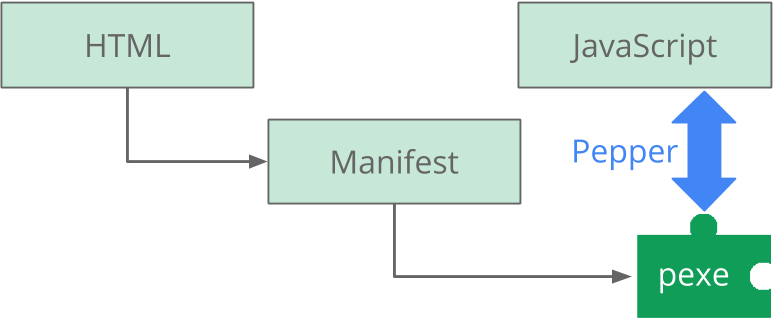 HTML
JavaScript
Manifest
Pepper
pexe